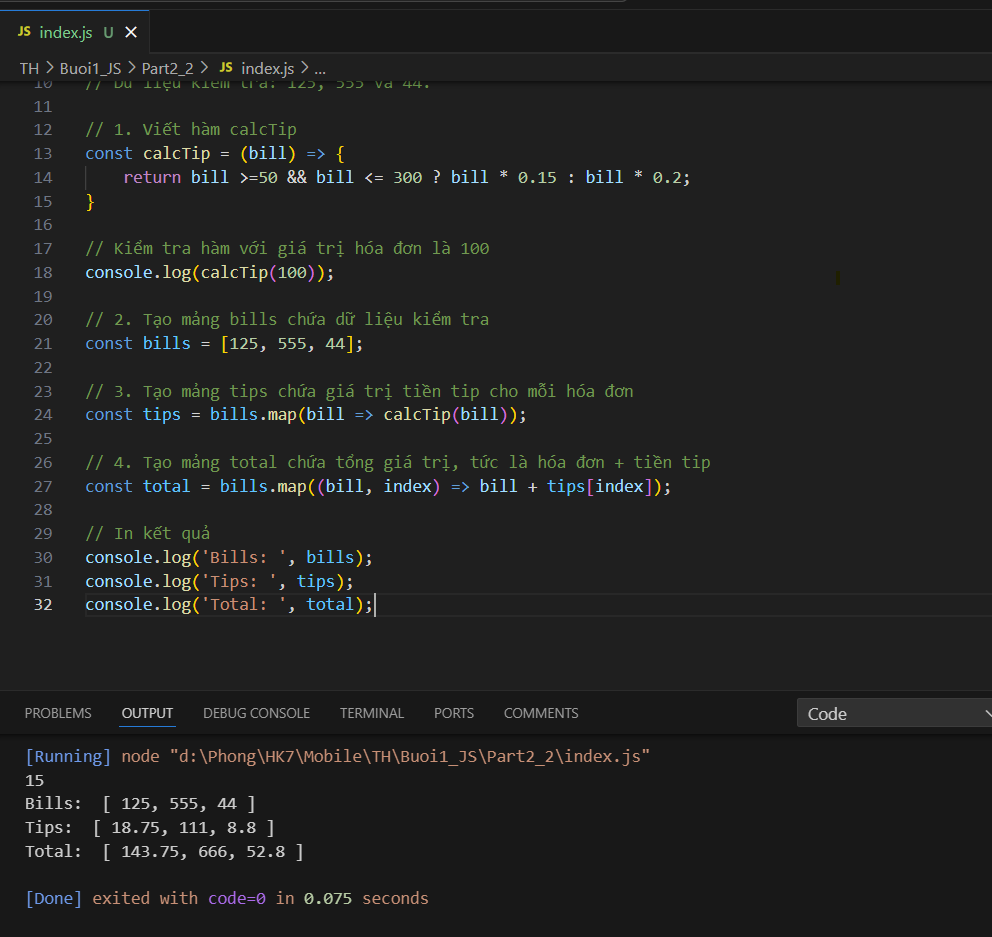 JS index.js U
TH > Buoi1_JS > Part2_2 > JS index.js > ...
10 // Dữ liệu kiểm tra: 125, 555 và 44.
11
12 // 1. Viết hàm calcTip
13 const calcTip = (bill) => {
14 return bill >=50 && bill <= 300 ? bill * 0.15 : bill * 0.2;
15 }
16
17 // Kiểm tra hàm với giá trị hóa đơn là 100
18 console.log(calcTip(100));
19
20 // 2. Tạo mảng bills chứa dữ liệu kiểm tra
21 const bills = [125, 555, 44];
22
23 // 3. Tạo mảng tips chứa giá trị tiền tip cho mỗi hóa đơn
24 const tips = bills.map(bill => calcTip(bill));
25
26 // 4. Tạo mảng total chứa tổng giá trị, tức là hóa đơn + tiền tip
27 const total = bills.map((bill, index) => bill + tips[index]);
28
29 // In kết quả
30 console.log('Bills: ', bills);
31 console.log('Tips: ', tips);
32 console.log('Total: ', total);
PROBLEMS OUTPUT DEBUG CONSOLE TERMINAL PORTS COMMENTS Code
[Running] node "d:\Phong\HK7\Mobile\TH\Buoi1_JS\Part2_2\index.js"
15
Bills:  [ 125, 555, 44 ]
Tips:  [ 18.75, 111, 8.8 ]
Total:  [ 143.75, 666, 52.8 ]
[Done] exited with code=0 in 0.075 seconds